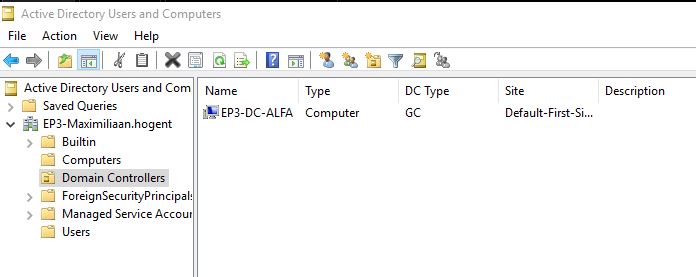 Active Directory Users and Computers
File Action View Help
Active Directory Users and Com
Saved Queries
EP3-Maximiliaan.hogent
Builtin
Computers
Domain Controllers
ForeignSecurityPrincipals
Managed Service Accour
Users
Name Type DC Type Site Description
EP3-DC-ALFA Computer GC Default-First-Si...